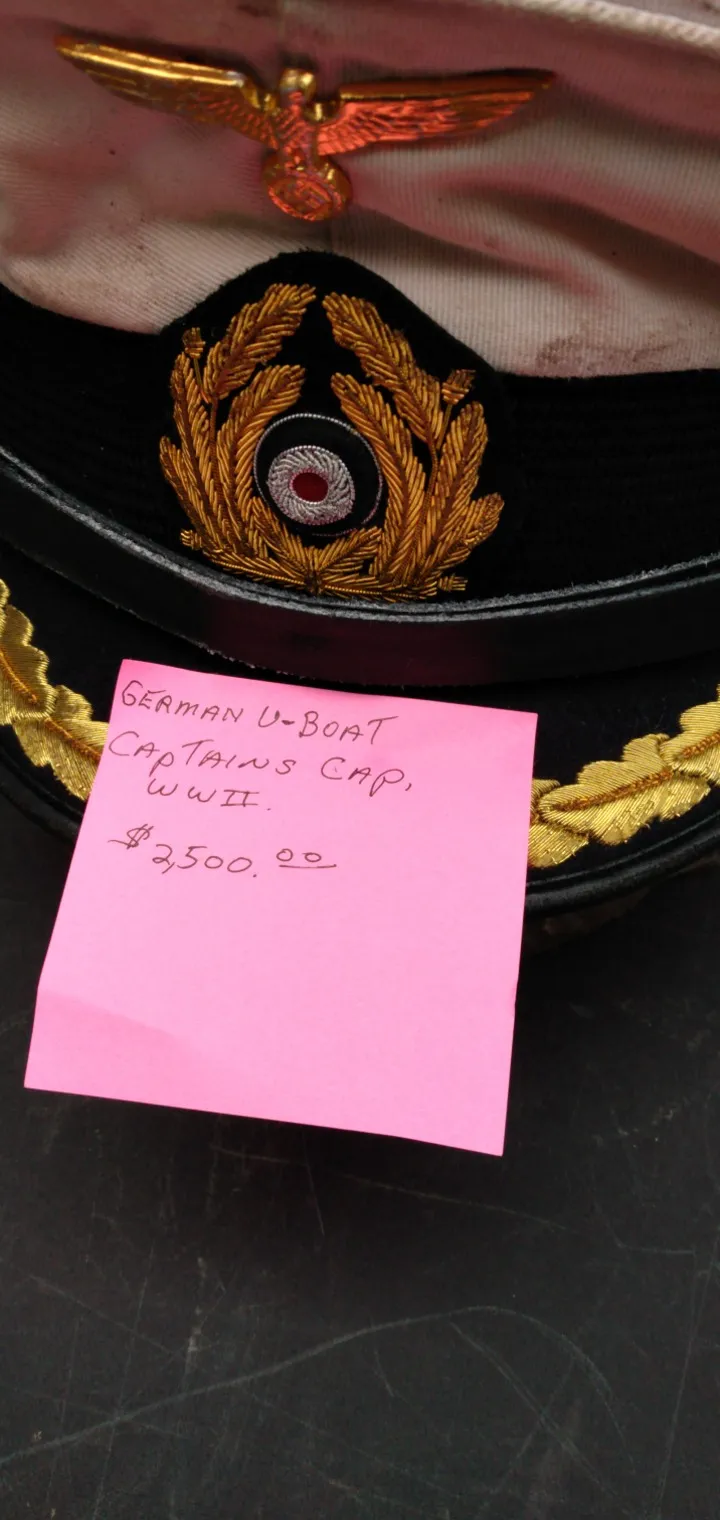 GERMAN U-BOAT
CAPTAINS CAP,
WWII.
$2,500.00